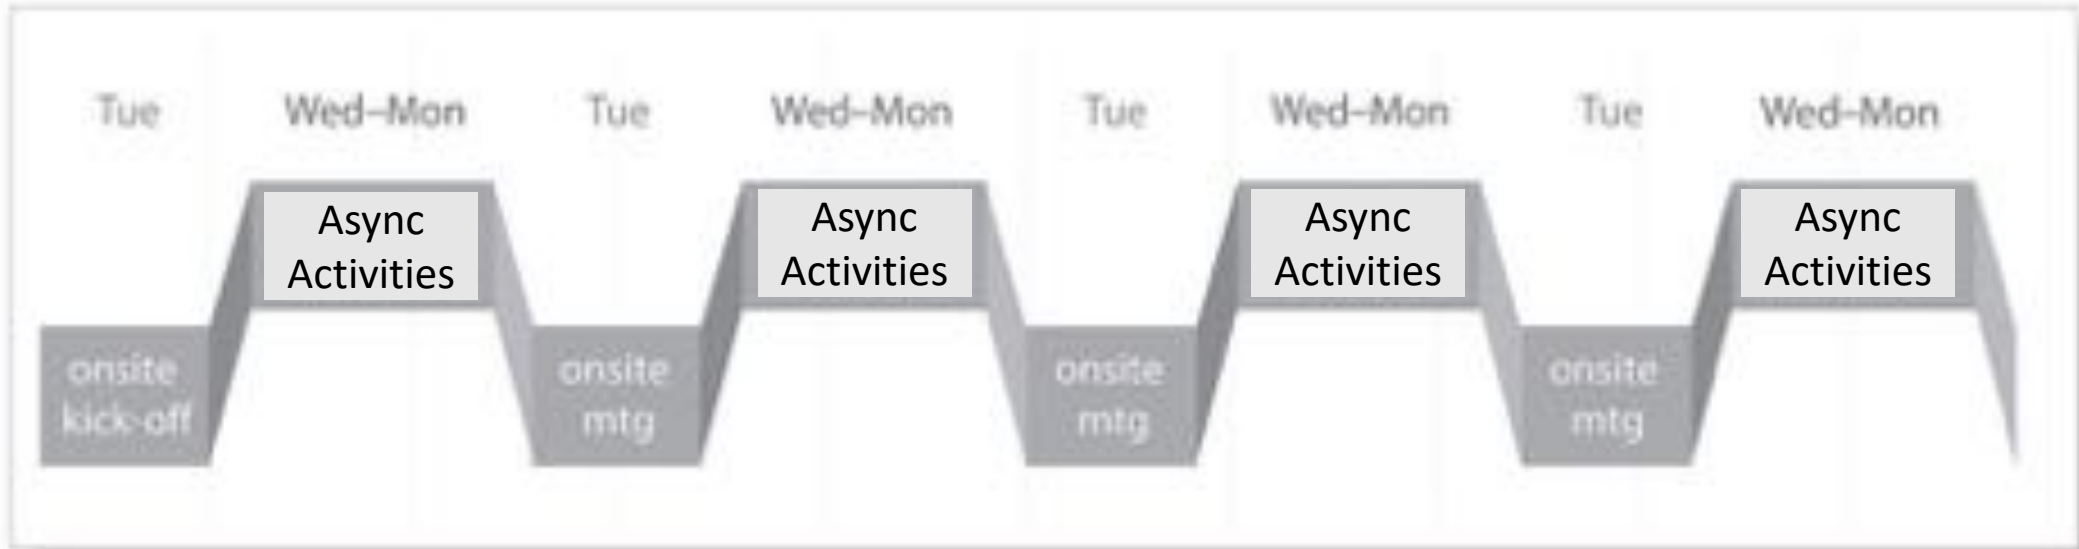 Tue Wed–Mon Tue Wed–Mon Tue Wed–Mon Tue Wed–Mon
Async
Activities
Async
Activities
Async
Activities
Async
Activities
onsite
kick-off
onsite
mtg
onsite
mtg
onsite
mtg